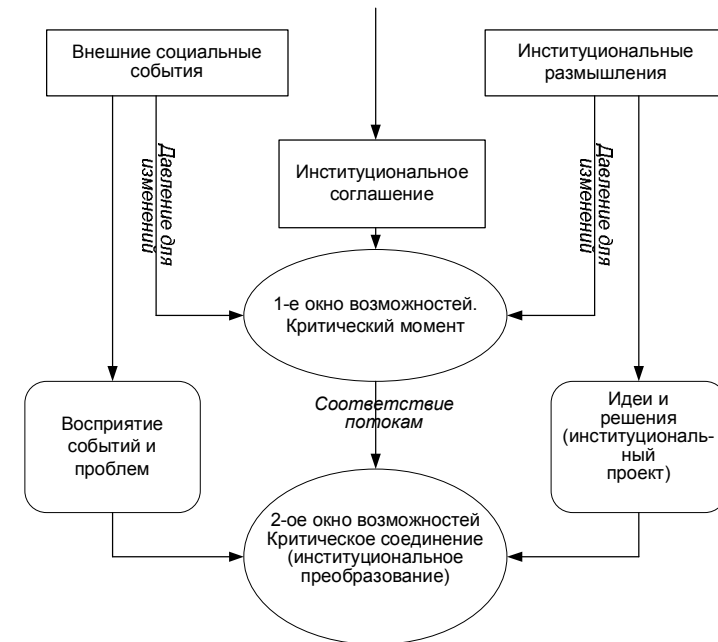 Внешние социальные
события
Институциональные
размышления
Давление для
изменений
Институциональное
соглашение
Давление для
изменений
1-е окно возможностей.
Критический момент
Соответствие
потокам
Восприятие
событий и
проблем
Идеи и
решения
(институциональ-
ный
проект)
2-ое окно возможностей
Критическое соединение
(институциональное
преобразование)